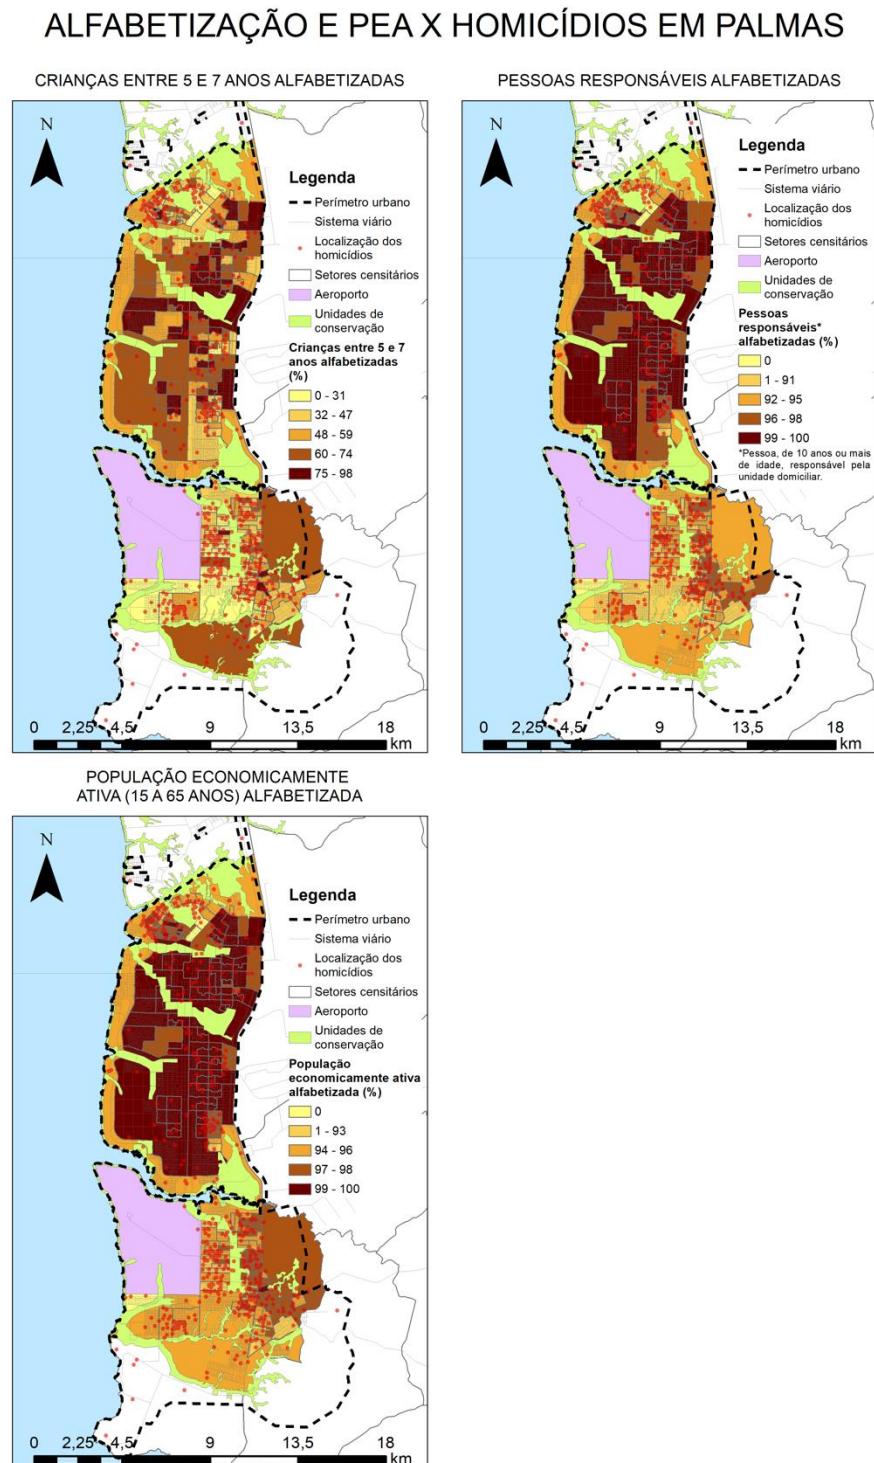 ALFABETIZAÇÃO E PEA X HOMICÍDIOS EM PALMAS
CRIANÇAS ENTRE 5 E 7 ANOS ALFABETIZADAS
N
Legenda
Perímetro urbano
Sistema viário
Localização dos
homicídios
Setores censitários
Aeroporto
Unidades de
conservação
Crianças entre 5 e 7
anos alfabetizadas
(%)
0 - 31
32 - 47
48 - 59
60 - 74
75 - 98
0 2,25 4,5 9 13,5 18
km
PESSOAS RESPONSÁVEIS ALFABETIZADAS
N
Legenda
Perímetro urbano
Sistema viário
Localização dos
homicídios
Setores censitários
Aeroporto
Unidades de
conservação
Pessoas
responsáveis*
alfabetizadas (%)
0
1 - 91
92 - 95
96 - 98
99 - 100
*Pessoa, de 10 anos ou mais
de idade, responsável pela
unidade domiciliar.
0 2,25 4,5 9 13,5 18
km
POPULAÇÃO ECONOMICAMENTE
ATIVA (15 A 65 ANOS) ALFABETIZADA
N
Legenda
Perímetro urbano
Sistema viário
Localização dos
homicídios
Setores censitários
Aeroporto
Unidades de
conservação
População
economicamente ativa
alfabetizada (%)
0
1 - 93
94 - 96
97 - 98
99 - 100
0 2,25 4,5 9 13,5 18
km